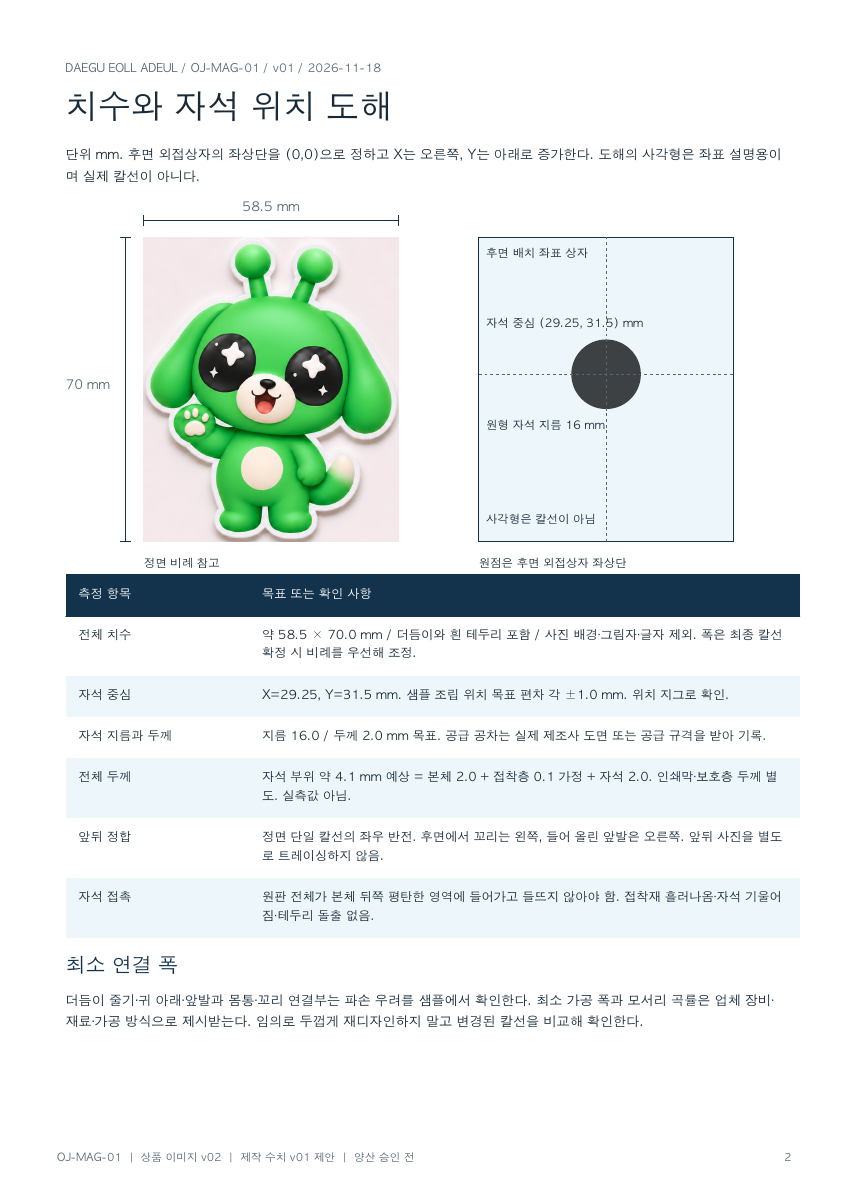 DAEGU EOLL ADEUL / OJ-MAG-01 / v01 / 2026-11-18
치수와 자석 위치 도해
단위 mm. 후면 외접상자의 좌상단을 (0,0)으로 정하고 X는 오른쪽, Y는 아래로 증가한다. 도해의 사각형은 좌표 설명용이
며 실제 칼선이 아니다.
58.5 mm
70 mm
정면 비례 참고
후면 배치 좌표 상자
자석 중심 (29.25, 31.5) mm
원형 자석 지름 16 mm
사각형은 칼선이 아님
원점은 후면 외접상자 좌상단
측정 항목 목표 또는 확인 사항
전체 치수 약 58.5 × 70.0 mm / 더듬이와 흰 테두리 포함 / 사진 배경·그림자·글자 제외. 폭은 최종 칼선
확정 시 비례를 우선해 조정.
자석 중심 X=29.25, Y=31.5 mm. 샘플 조립 위치 목표 편차 각 ±1.0 mm. 위치 지그로 확인.
자석 지름과 두께 지름 16.0 / 두께 2.0 mm 목표. 공급 공차는 실제 제조사 도면 또는 공급 규격을 받아 기록.
전체 두께 자석 부위 약 4.1 mm 예상 = 본체 2.0 + 접착층 0.1 가정 + 자석 2.0. 인쇄막·보호층 두께 별
도. 실측값 아님.
앞뒤 정합 정면 단일 칼선의 좌우 반전. 후면에서 꼬리는 왼쪽, 들어 올린 앞발은 오른쪽. 앞뒤 사진을 별도
로 트레이싱하지 않음.
자석 접촉 원판 전체가 본체 뒤쪽 평탄한 영역에 들어가고 들뜨지 않아야 함. 접착재 흘러나옴·자석 기울어
짐·테두리 돌출 없음.
최소 연결 폭
더듬이 줄기·귀 아래·앞발과 몸통·꼬리 연결부는 파손 우려를 샘플에서 확인한다. 최소 가공 폭과 모서리 곡률은 업체 장비·
재료·가공 방식으로 제시받는다. 임의로 두껍게 재디자인하지 말고 변경된 칼선을 비교해 확인한다.
OJ-MAG-01 | 상품 이미지 v02 | 제작 수치 v01 제안 | 양산 승인 전 2